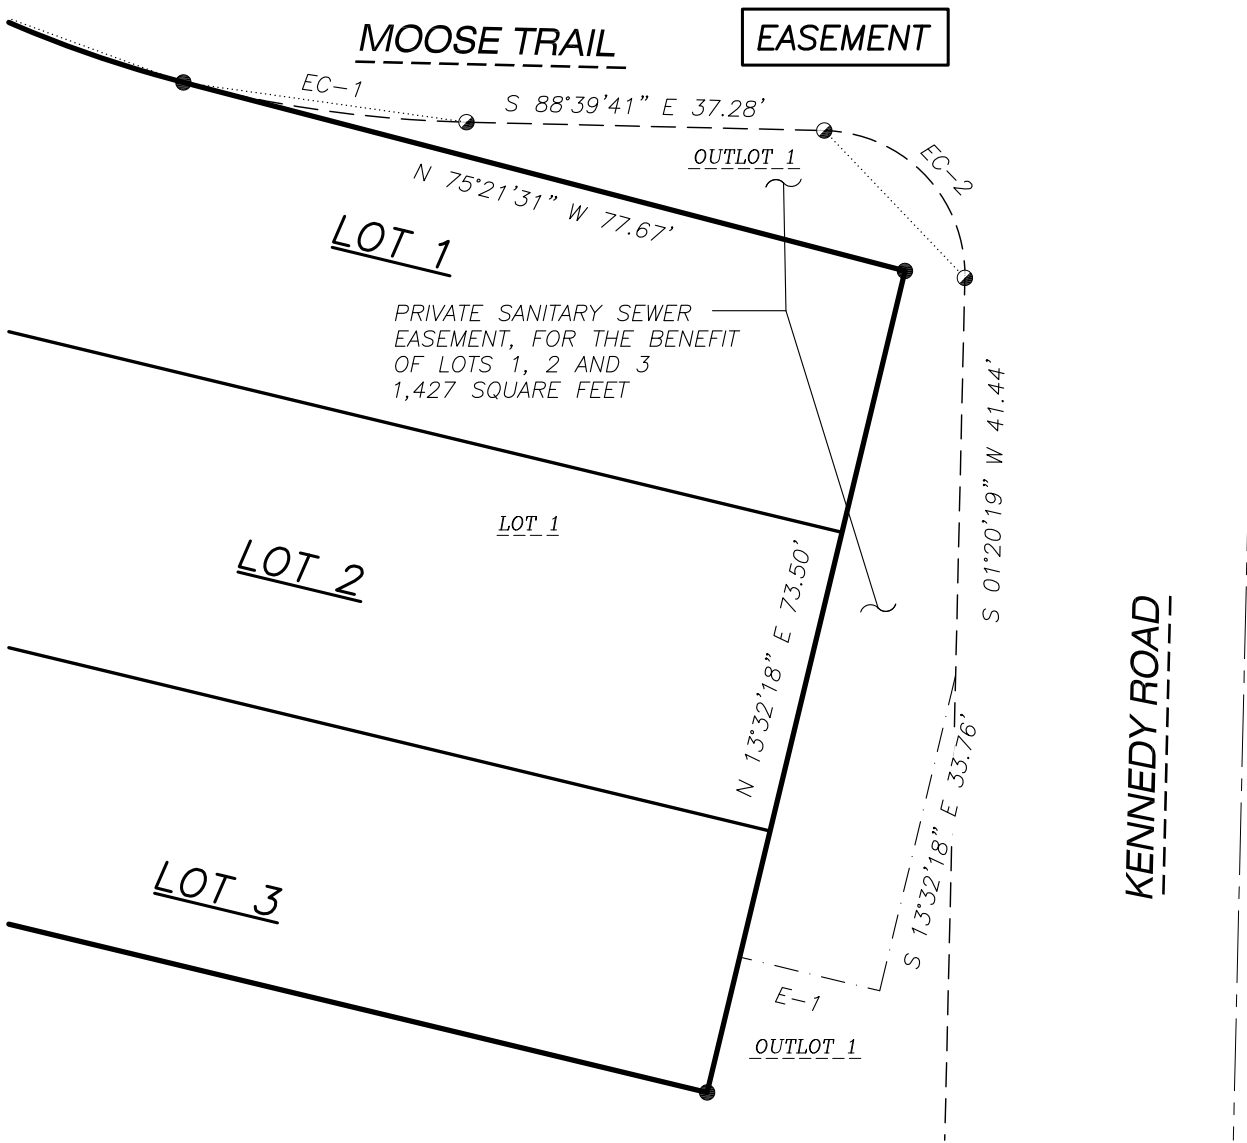 MOOSE TRAIL
EASEMENT
EC-1
S 88°39'41" E 37.28'
EC-2
OUTLOT 1
N 75°21'31" W 77.67'
LOT 1
PRIVATE SANITARY SEWER
EASEMENT, FOR THE BENEFIT
OF LOTS 1, 2 AND 3
1,427 SQUARE FEET
S 01°20'19" W 41.44'
LOT 1
LOT 2
N 13°32'18" E 73.50'
KENNEDY ROAD
S 13°32'18" E 33.76'
LOT 3
E-1
OUTLOT 1